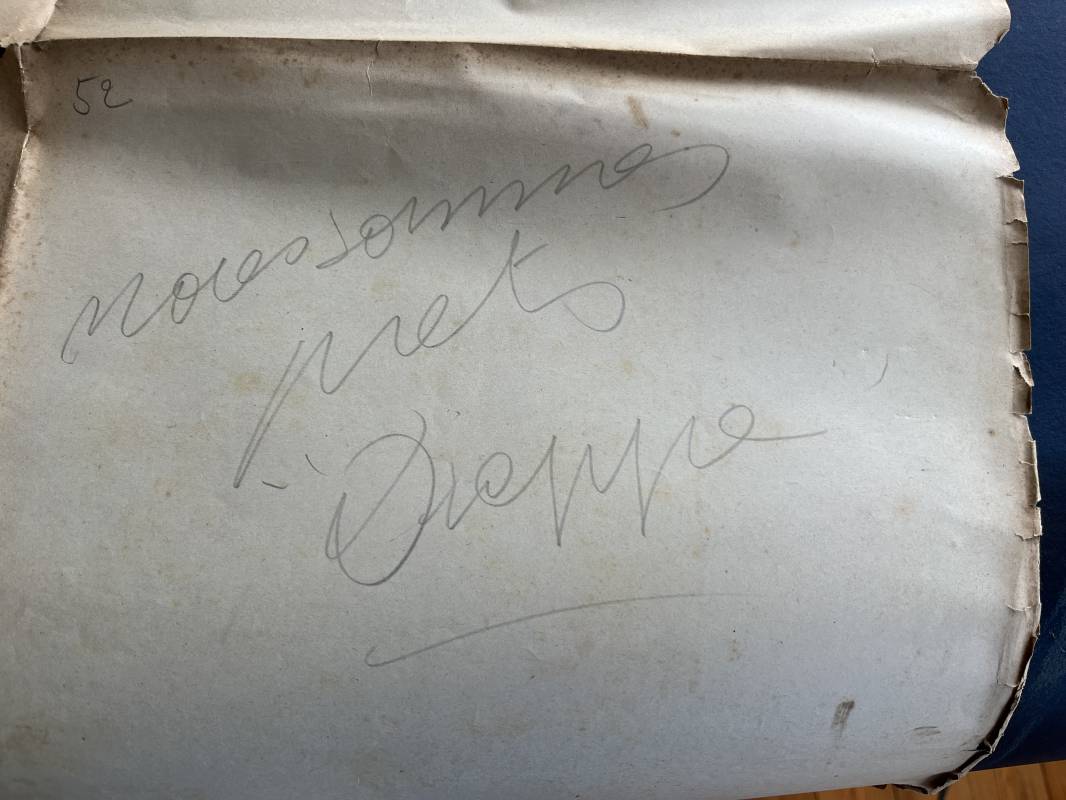 52
nous sommes
prets
Dieppe